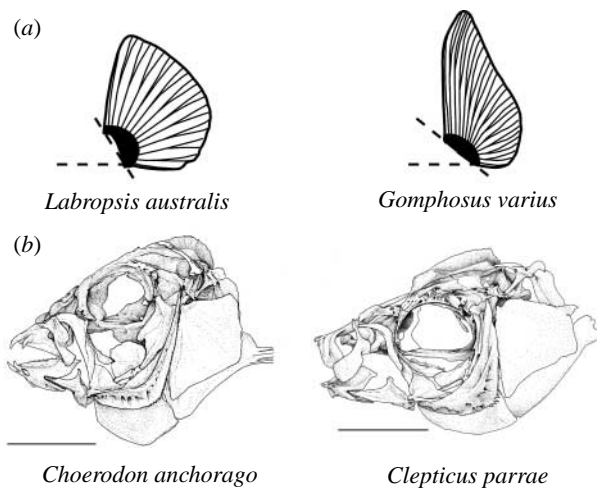 (a)
Labropsis australis
Gomphosus varius
(b)
Choerodon anchorago
Clepticus parrae